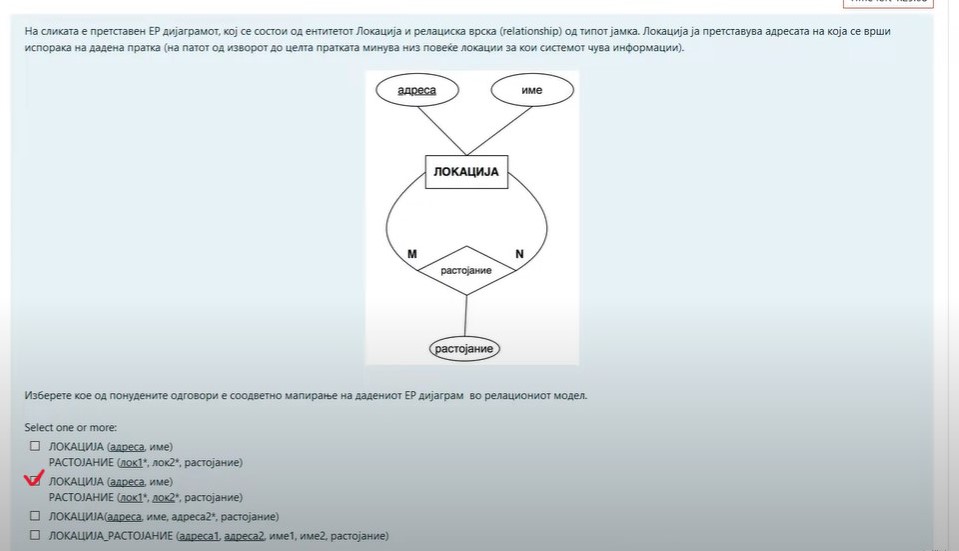 На сликата е претставен ЕР дијаграмот, кој се состои од ентитетот Локација и релациска врска (relationship) од типот јамка. Локација ја претставува адресата на која се врши
испорака на дадена пратка (на патот од изворот до целта пратката минува низ повеќе локации за кои системот чува информации).
адреса
име
ЛОКАЦИЈА
M
N
растојание
растојание
Изберете кое од понудените одговори е соодветно мапирање на дадениот ЕР дијаграм во релациониот модел.
Select one or more:
ЛОКАЦИЈА (адреса, име)
РАСТОЈАНИЕ (лок1*, лок2*, растојание)
ЛОКАЦИЈА (адреса, име)
РАСТОЈАНИЕ (лок1*, лок2*, растојание)
ЛОКАЦИЈА(адреса, име, адреса2*, растојание)
ЛОКАЦИЈА_РАСТОЈАНИЕ (адреса1, адреса2, име1, име2, растојание)